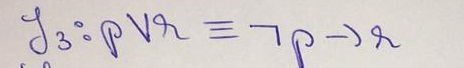 J₃: p∨r ≡ ¬p→r